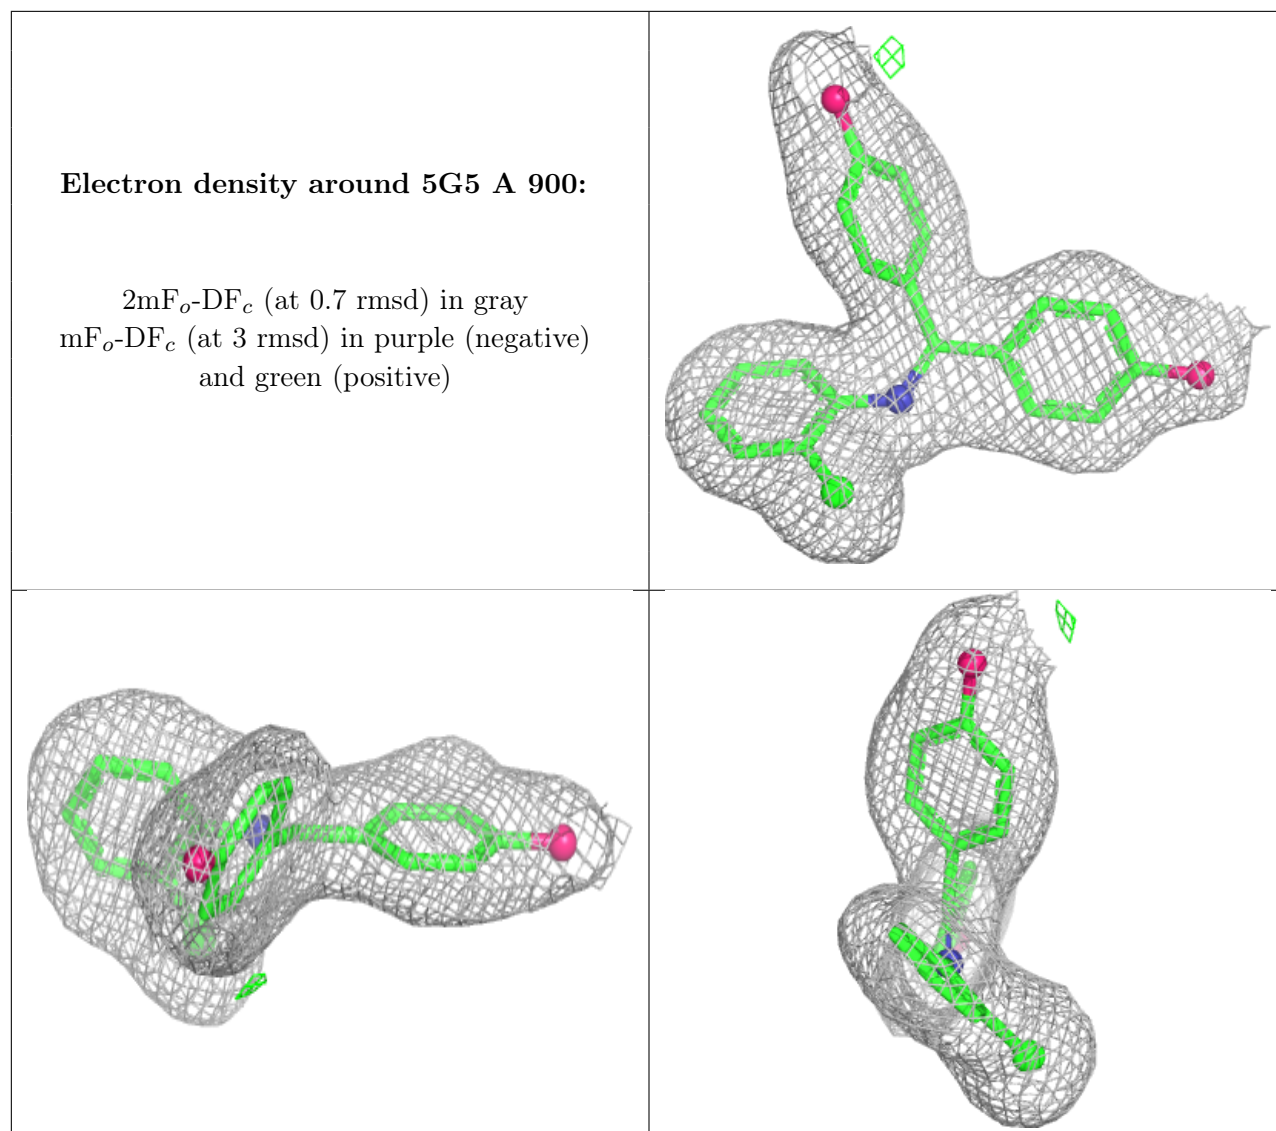 Electron density around 5G5 A 900:
2mFo-DFc (at 0.7 rmsd) in gray
mFo-DFc (at 3 rmsd) in purple (negative)
and green (positive)